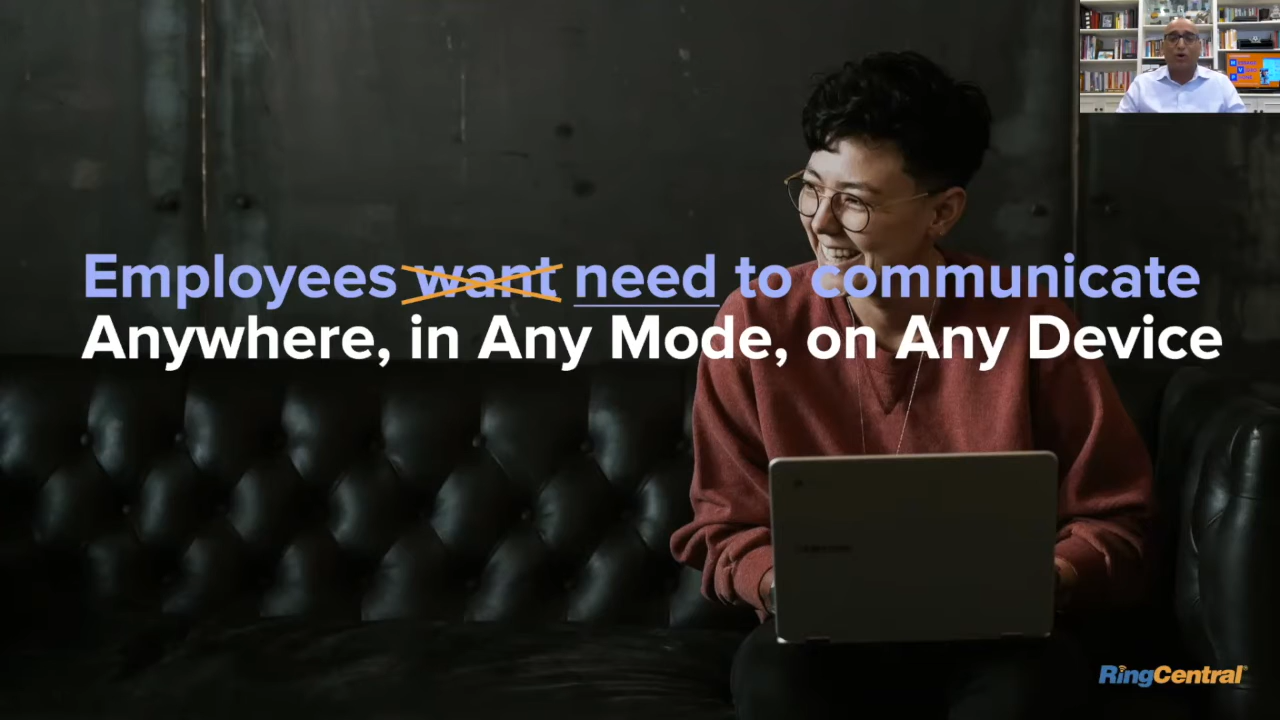 Employees want need to communicate
Anywhere, in Any Mode, on Any Device
RingCentral